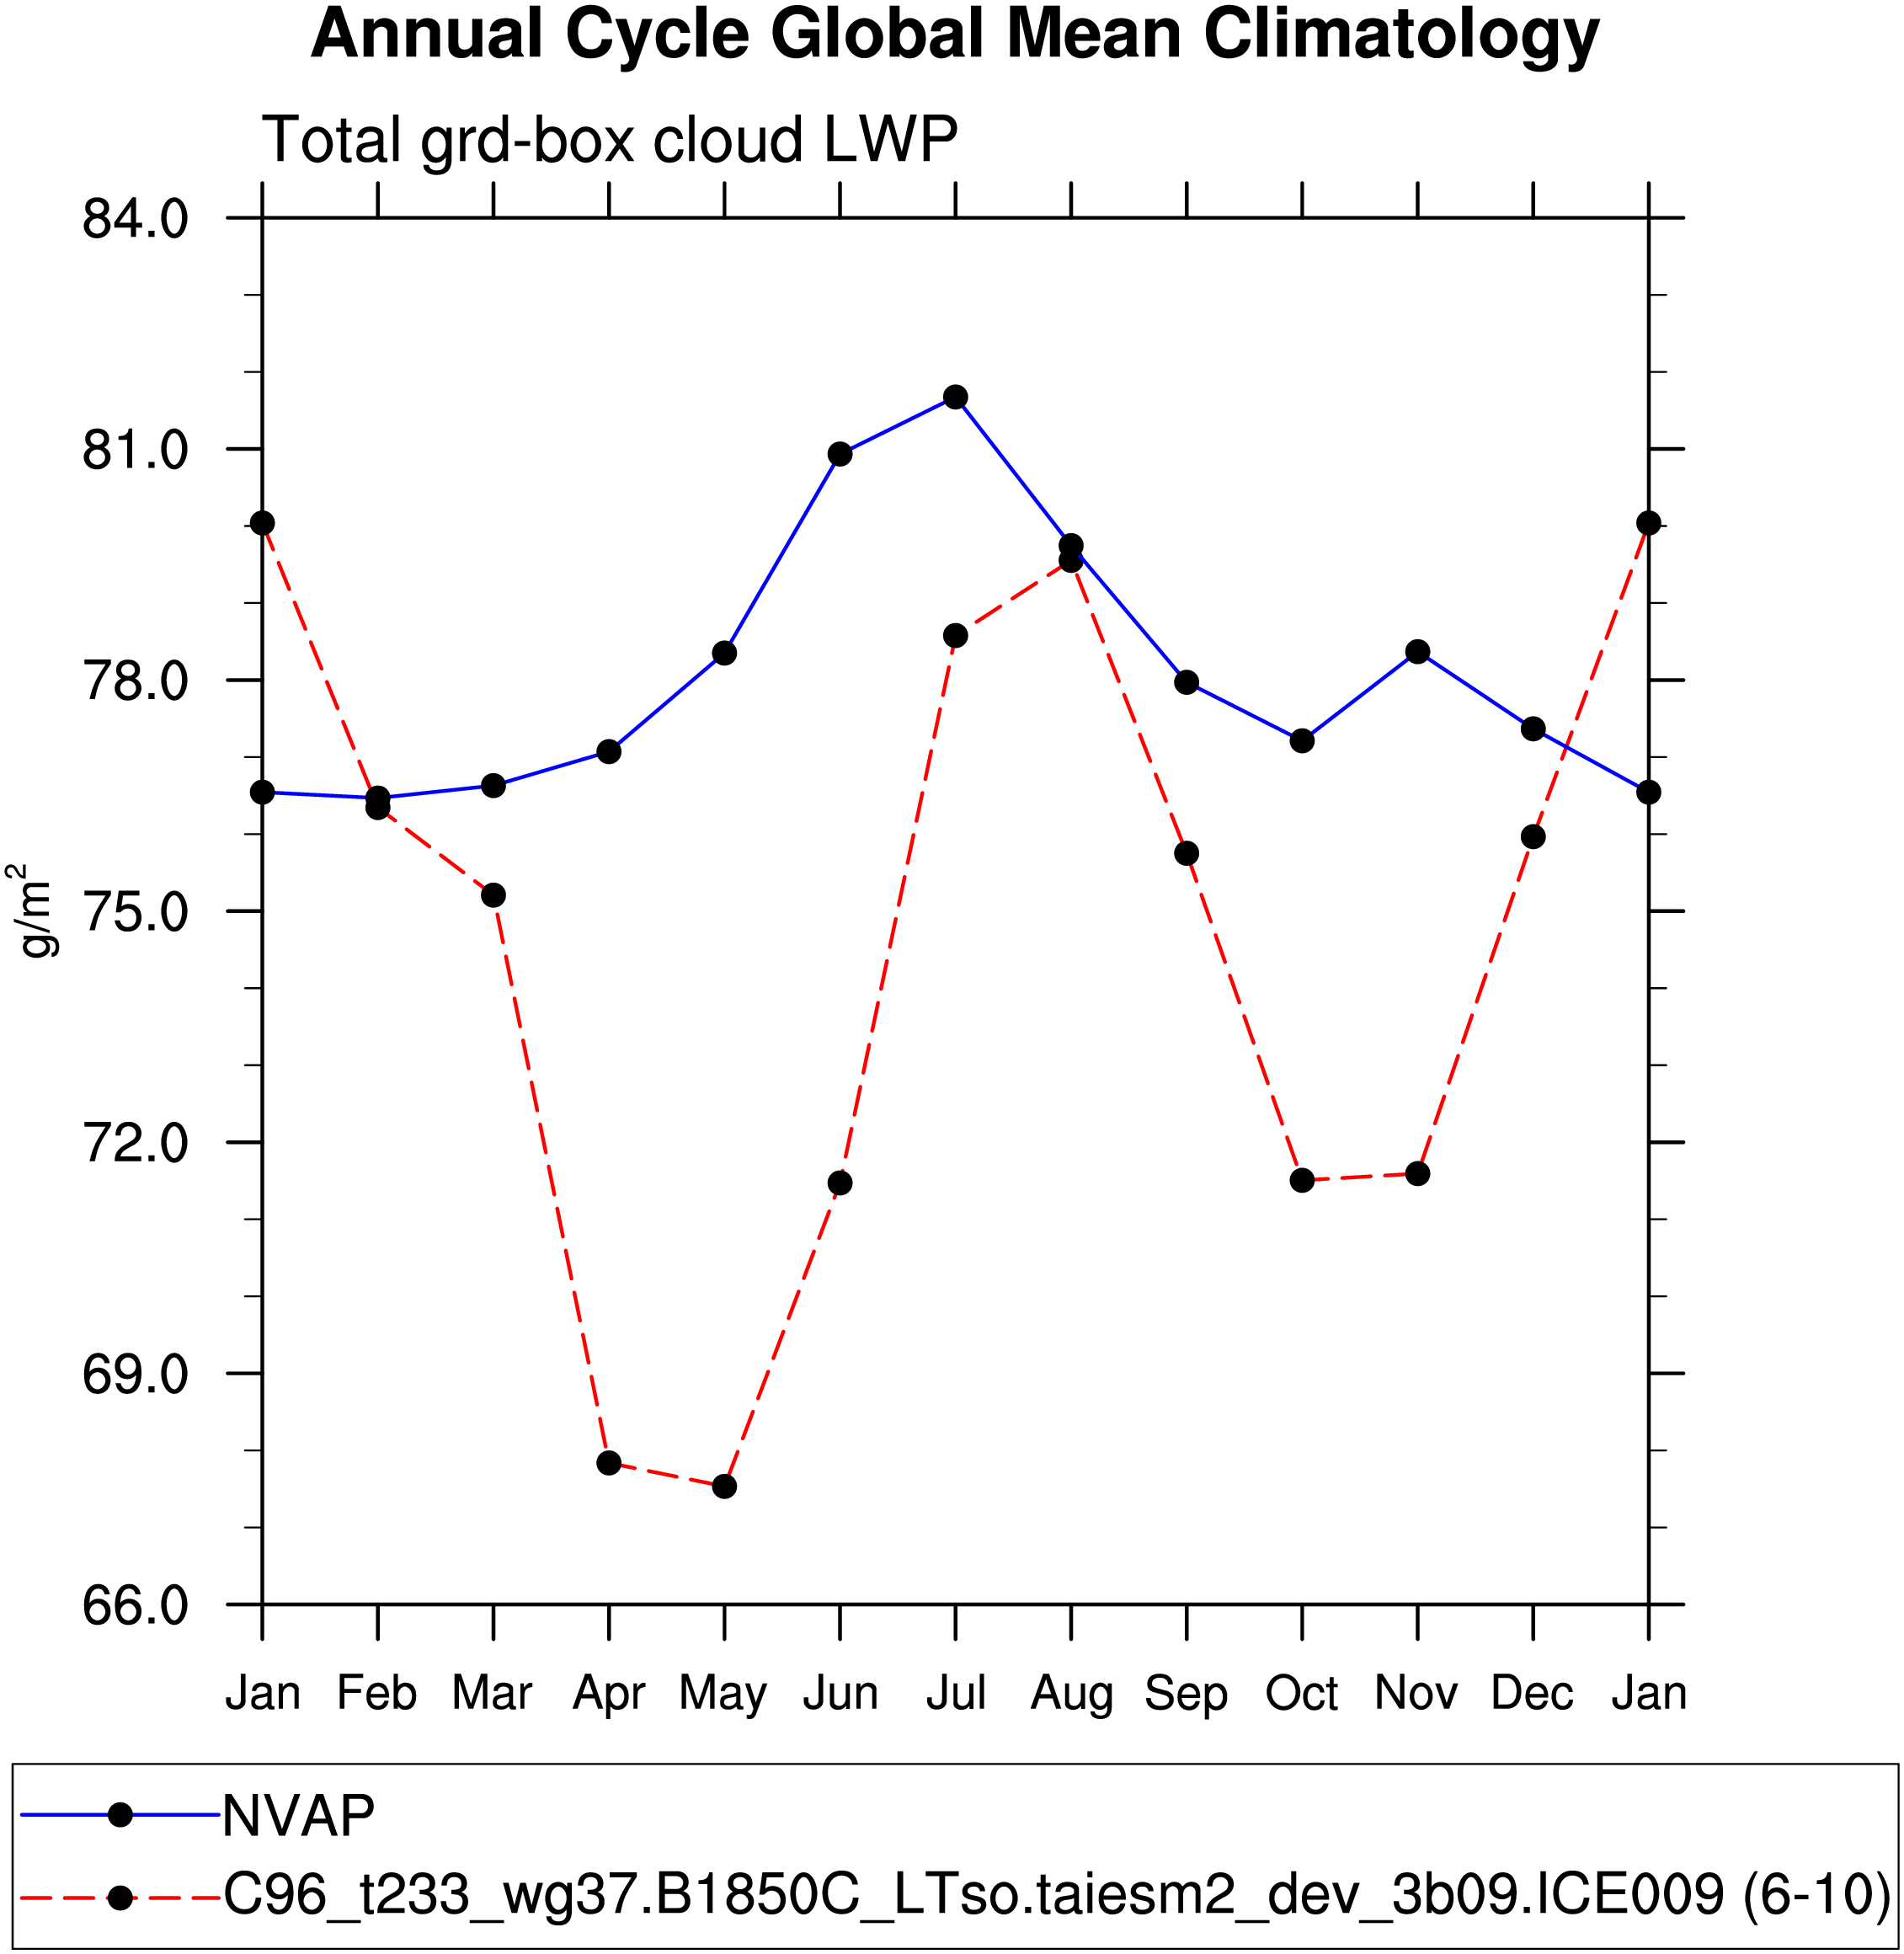 Annual Cycle Global Mean Climatology
Total grd-box cloud LWP
84.0
81.0
78.0
75.0
72.0
69.0
66.0
g/m²
Jan Feb Mar Apr May Jun Jul Aug Sep Oct Nov Dec Jan
NVAP
C96_t233_wg37.B1850C_LTso.taiesm2_dev_3b09.ICE009 (6-10)